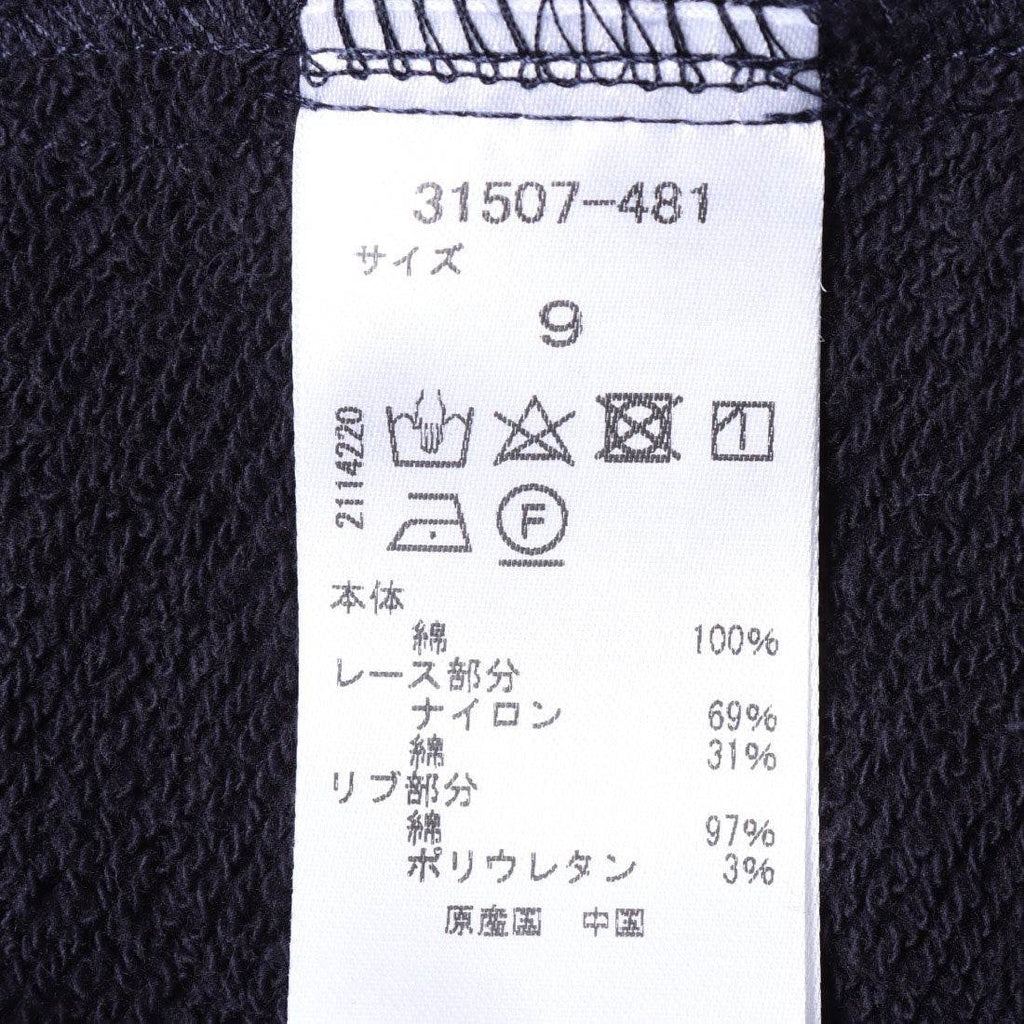 31507-481
サイズ
9
2114220
F
本体
綿 100%
レース部分
ナイロン 69%
綿 31%
リブ部分
綿 97%
ポリウレタン 3%
原産国 中国